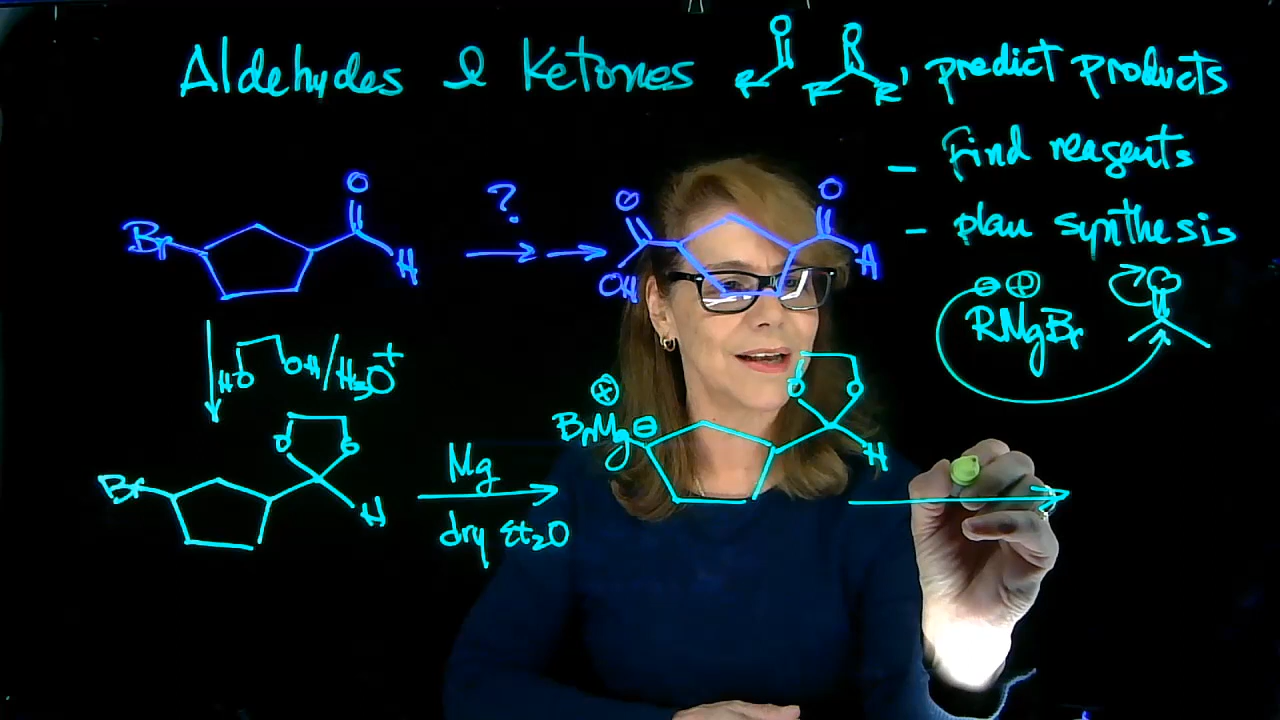 Aldehydes & Ketones O R O R R, predict products
- Find reagents
- plan synthesis
Br O H ? O OH O H
⊖ ⊕ O
RMgBr
HO OH/H₃O⁺
⊕
BrMg ⊖ O O H
Br O O H Mg
dry Et₂O